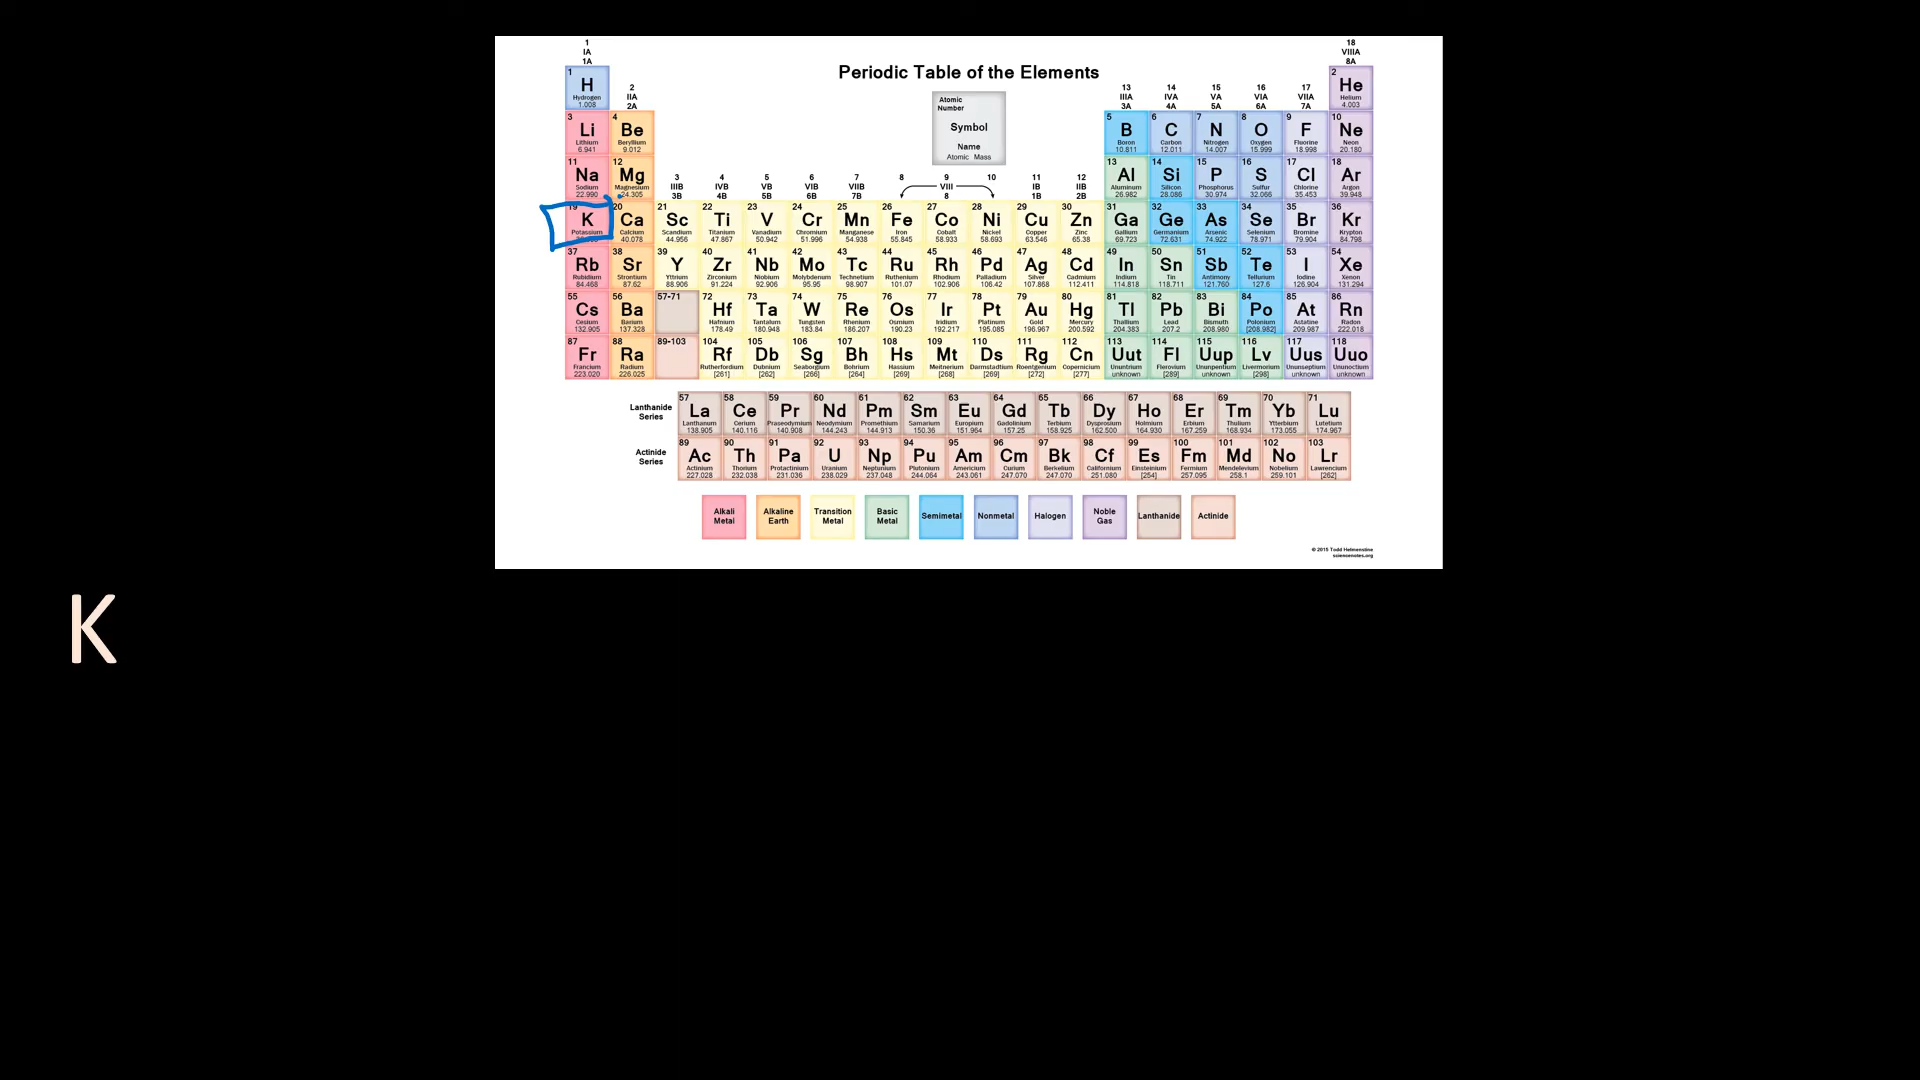 1
IA
1A
18
VIIIA
8A
Periodic Table of the Elements
1
H
Hydrogen
1.008
2
IIA
2A
13
IIIA
3A
14
IVA
4A
15
VA
5A
16
VIA
6A
17
VIIA
7A
2
He
Helium
4.003
Atomic
Number
Symbol
Name
Atomic Mass
3
Li
Lithium
6.941
4
Be
Beryllium
9.012
5
B
Boron
10.811
6
C
Carbon
12.011
7
N
Nitrogen
14.007
8
O
Oxygen
15.999
9
F
Fluorine
18.998
10
Ne
Neon
20.180
11
Na
Sodium
22.990
12
Mg
Magnesium
24.305
3
IIIB
3B
4
IVB
4B
5
VB
5B
6
VIB
6B
7
VIIB
7B
8
9
10
VIII
8
11
IB
1B
12
IIB
2B
13
Al
Aluminum
26.982
14
Si
Silicon
28.086
15
P
Phosphorus
30.974
16
S
Sulfur
32.066
17
Cl
Chlorine
35.453
18
Ar
Argon
39.948
19
K
Potassium
20
Ca
Calcium
40.078
21
Sc
Scandium
44.956
22
Ti
Titanium
47.867
23
V
Vanadium
50.942
24
Cr
Chromium
51.996
25
Mn
Manganese
54.938
26
Fe
Iron
55.845
27
Co
Cobalt
58.933
28
Ni
Nickel
58.693
29
Cu
Copper
63.546
30
Zn
Zinc
65.38
31
Ga
Gallium
69.723
32
Ge
Germanium
72.631
33
As
Arsenic
74.922
34
Se
Selenium
78.971
35
Br
Bromine
79.904
36
Kr
Krypton
84.798
37
Rb
Rubidium
84.468
38
Sr
Strontium
87.62
39
Y
Yttrium
88.906
40
Zr
Zirconium
91.224
41
Nb
Niobium
92.906
42
Mo
Molybdenum
95.95
43
Tc
Technetium
98.907
44
Ru
Ruthenium
101.07
45
Rh
Rhodium
102.906
46
Pd
Palladium
106.42
47
Ag
Silver
107.868
48
Cd
Cadmium
112.411
49
In
Indium
114.818
50
Sn
Tin
118.711
51
Sb
Antimony
121.760
52
Te
Tellurium
127.6
53
I
Iodine
126.904
54
Xe
Xenon
131.294
55
Cs
Cesium
132.905
56
Ba
Barium
137.328
57-71
72
Hf
Hafnium
178.49
73
Ta
Tantalum
180.948
74
W
Tungsten
183.84
75
Re
Rhenium
186.207
76
Os
Osmium
190.23
77
Ir
Iridium
192.217
78
Pt
Platinum
195.085
79
Au
Gold
196.967
80
Hg
Mercury
200.592
81
Tl
Thallium
204.383
82
Pb
Lead
207.2
83
Bi
Bismuth
208.980
84
Po
Polonium
[208.982]
85
At
Astatine
209.987
86
Rn
Radon
222.018
87
Fr
Francium
223.020
88
Ra
Radium
226.025
89-103
104
Rf
Rutherfordium
[261]
105
Db
Dubnium
[262]
106
Sg
Seaborgium
[266]
107
Bh
Bohrium
[264]
108
Hs
Hassium
[269]
109
Mt
Meitnerium
[268]
110
Ds
Darmstadtium
[269]
111
Rg
Roentgenium
[272]
112
Cn
Copernicium
[277]
113
Uut
Ununtrium
unknown
114
Fl
Flerovium
[289]
115
Uup
Ununpentium
unknown
116
Lv
Livermorium
[298]
117
Uus
Ununseptium
unknown
118
Uuo
Ununoctium
unknown
Lanthanide
Series
57
La
Lanthanum
138.905
58
Ce
Cerium
140.116
59
Pr
Praseodymium
140.908
60
Nd
Neodymium
144.243
61
Pm
Promethium
144.913
62
Sm
Samarium
150.36
63
Eu
Europium
151.964
64
Gd
Gadolinium
157.25
65
Tb
Terbium
158.925
66
Dy
Dysprosium
162.500
67
Ho
Holmium
164.930
68
Er
Erbium
167.259
69
Tm
Thulium
168.934
70
Yb
Ytterbium
173.055
71
Lu
Lutetium
174.967
Actinide
Series
89
Ac
Actinium
227.028
90
Th
Thorium
232.038
91
Pa
Protactinium
231.036
92
U
Uranium
238.029
93
Np
Neptunium
237.048
94
Pu
Plutonium
244.064
95
Am
Americium
243.061
96
Cm
Curium
247.070
97
Bk
Berkelium
247.070
98
Cf
Californium
251.080
99
Es
Einsteinium
[254]
100
Fm
Fermium
257.095
101
Md
Mendelevium
258.1
102
No
Nobelium
259.101
103
Lr
Lawrencium
[262]
Alkali
Metal
Alkaline
Earth
Transition
Metal
Basic
Metal
Semimetal
Nonmetal
Halogen
Noble
Gas
Lanthanide
Actinide
© 2015 Todd Helmenstine
sciencenotes.org
K